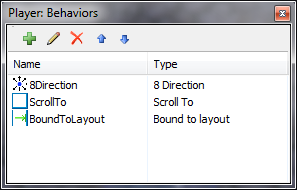 Player: Behaviors
Name Type
8Direction 8 Direction
ScrollTo Scroll To
BoundToLayout Bound to layout